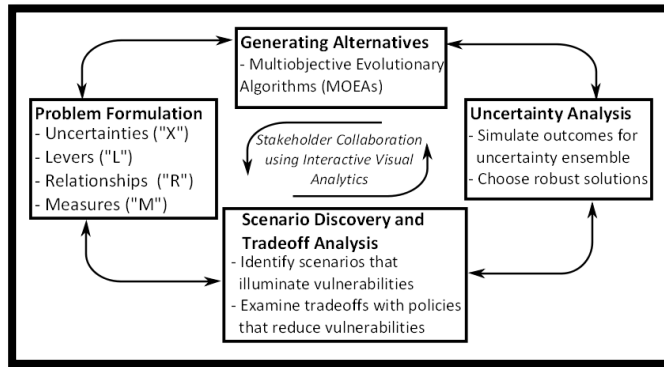 Generating Alternatives
- Multiobjective Evolutionary
Algorithms (MOEAs)
Problem Formulation
- Uncertainties ("X")
- Levers ("L")
- Relationships ("R")
- Measures ("M")
Stakeholder Collaboration
using Interactive Visual
Analytics
Uncertainty Analysis
- Simulate outcomes for
uncertainty ensemble
- Choose robust solutions
Scenario Discovery and
Tradeoff Analysis
- Identify scenarios that
illuminate vulnerabilities
- Examine tradeoffs with policies
that reduce vulnerabilities